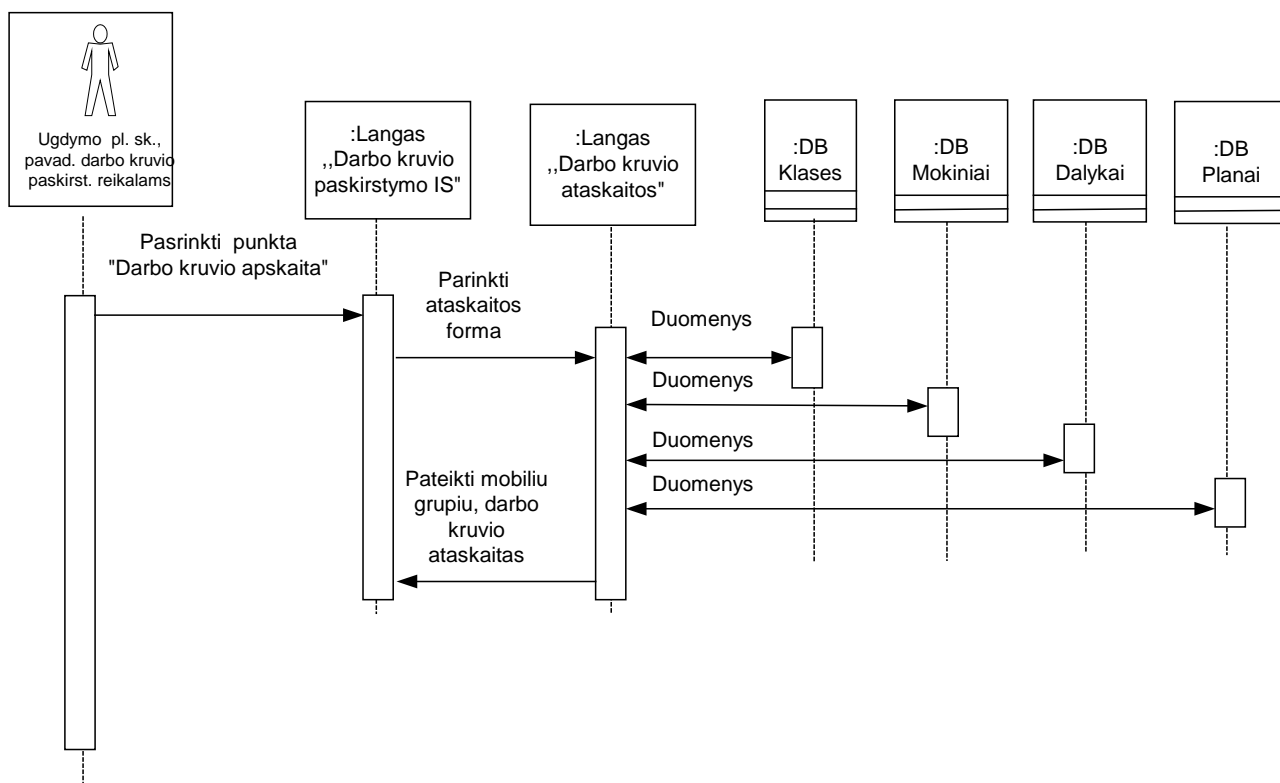 Ugdymo pl. sk.,
pavad. darbo kruvio
paskirst. reikalams
:Langas
,,Darbo kruvio
paskirstymo IS"
:Langas
,,Darbo kruvio
ataskaitos"
:DB
Klases
:DB
Mokiniai
:DB
Dalykai
:DB
Planai
Pasrinkti punkta
"Darbo kruvio apskaita"
Parinkti
ataskaitos
forma
Duomenys
Duomenys
Duomenys
Duomenys
Pateikti mobiliu
grupiu, darbo
kruvio
ataskaitas